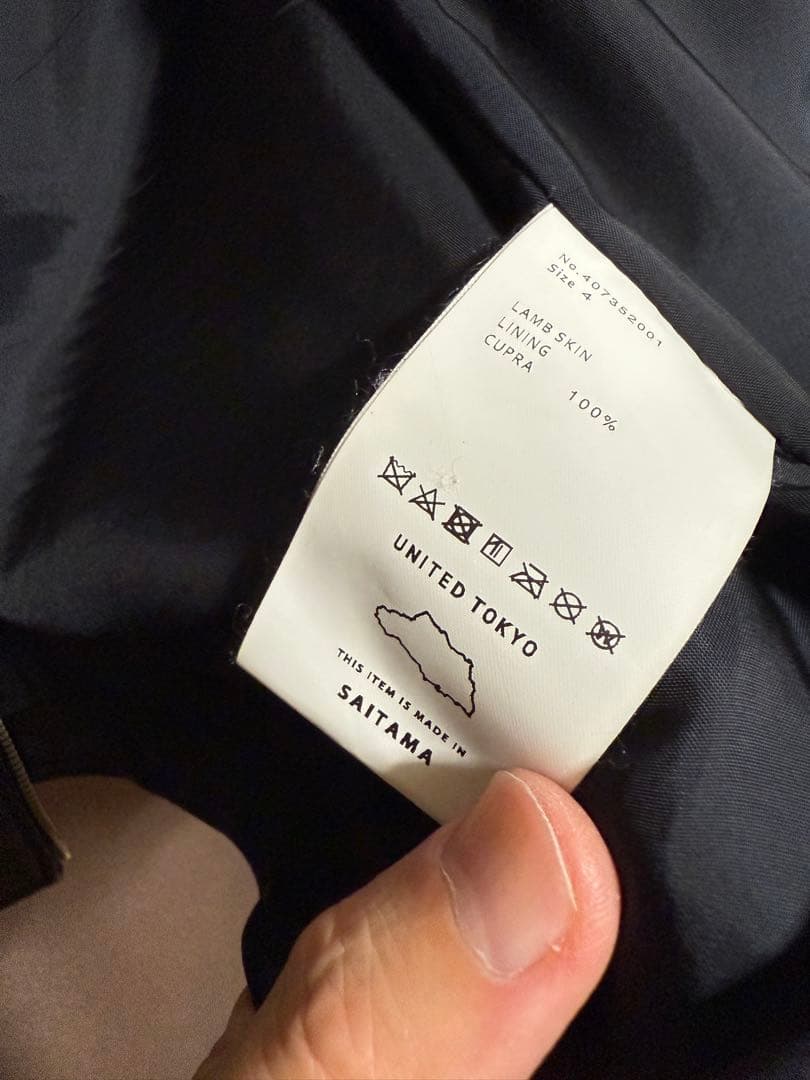 No.407352001
Size 4
LAMB SKIN
LINING
CUPRA 100%
UNITED TOKYO
THIS ITEM IS MADE IN
SAITAMA